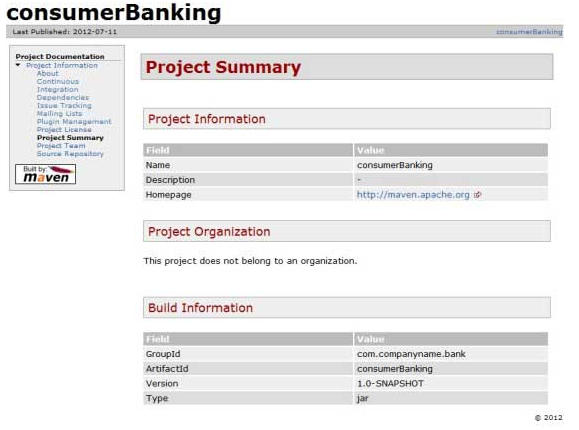 consumerBanking
Last Published: 2012-07-11
consumerBanking
Project Documentation
Project Information
About
Continuous
Integration
Dependencies
Issue Tracking
Mailing Lists
Plugin Management
Project License
Project Summary
Project Team
Source Repository
Built by:
maven
Project Summary
Project Information
Field Value
Name consumerBanking
Description -
Homepage http://maven.apache.org
Project Organization
This project does not belong to an organization.
Build Information
Field Value
GroupId com.companyname.bank
ArtifactId consumerBanking
Version 1.0-SNAPSHOT
Type jar
© 2012